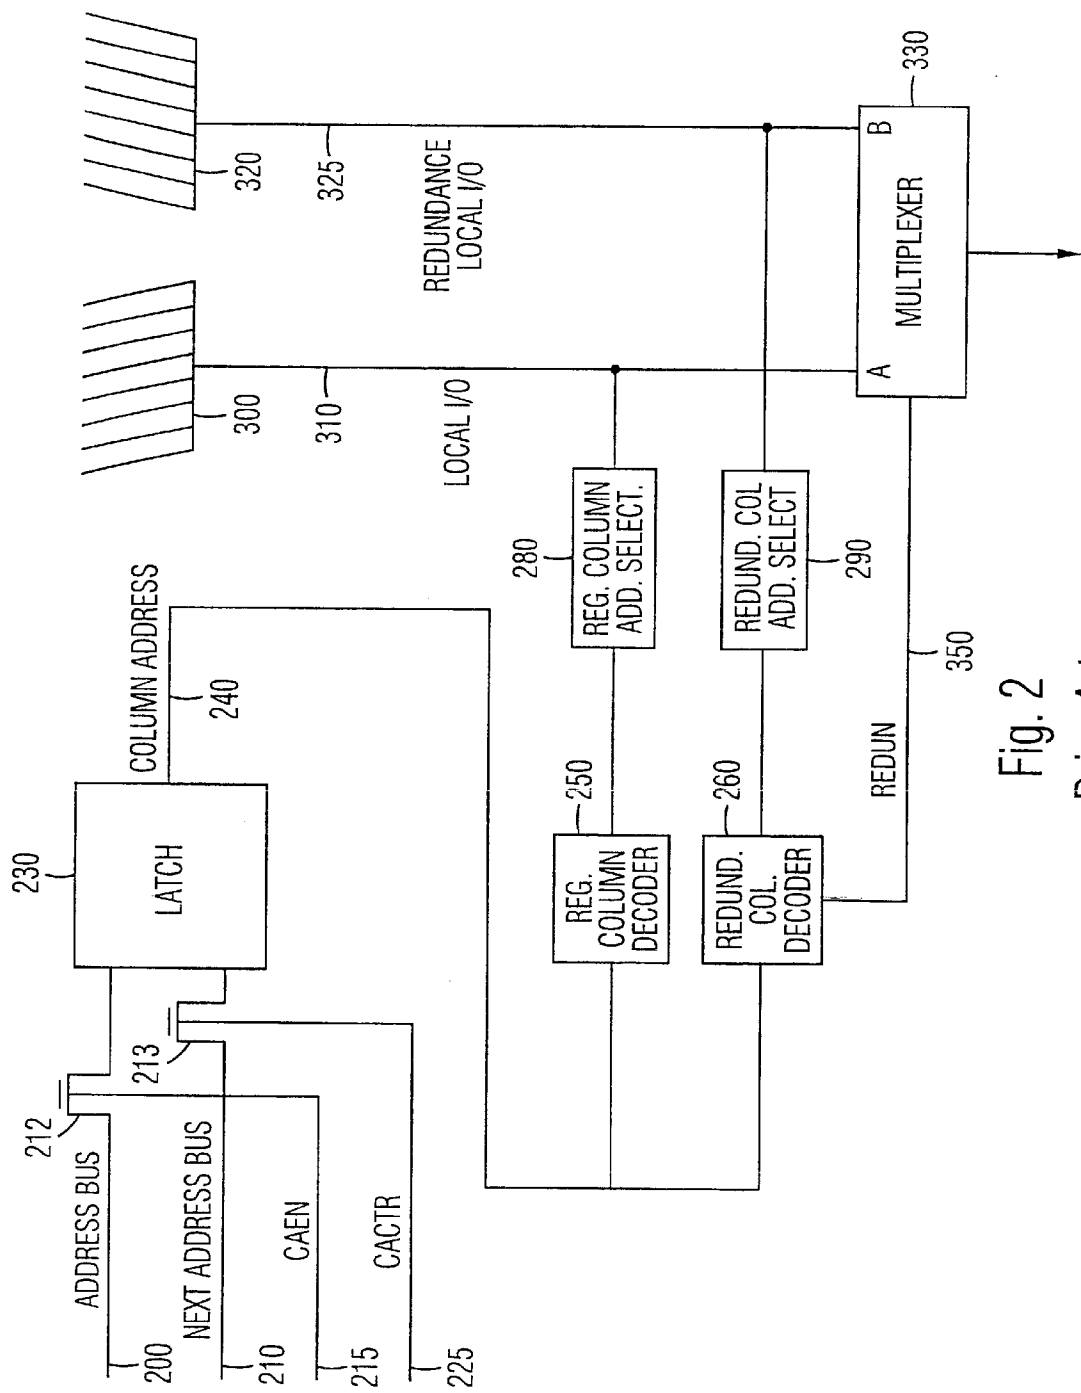 ADDRESS BUS
200
212
NEXT ADDRESS BUS
210
213
CAEN
215
CACTR
225
230
LATCH
COLUMN ADDRESS
240
REG.
COLUMN
DECODER
250
REDUND.
COL.
DECODER
260
REG. COLUMN
ADD. SELECT.
280
REDUND. COL
ADD. SELECT
290
REDUN
350
LOCAL I/O
310
300
REDUNDANCE
LOCAL I/O
325
320
A
B
MULTIPLEXER
330
Fig. 2